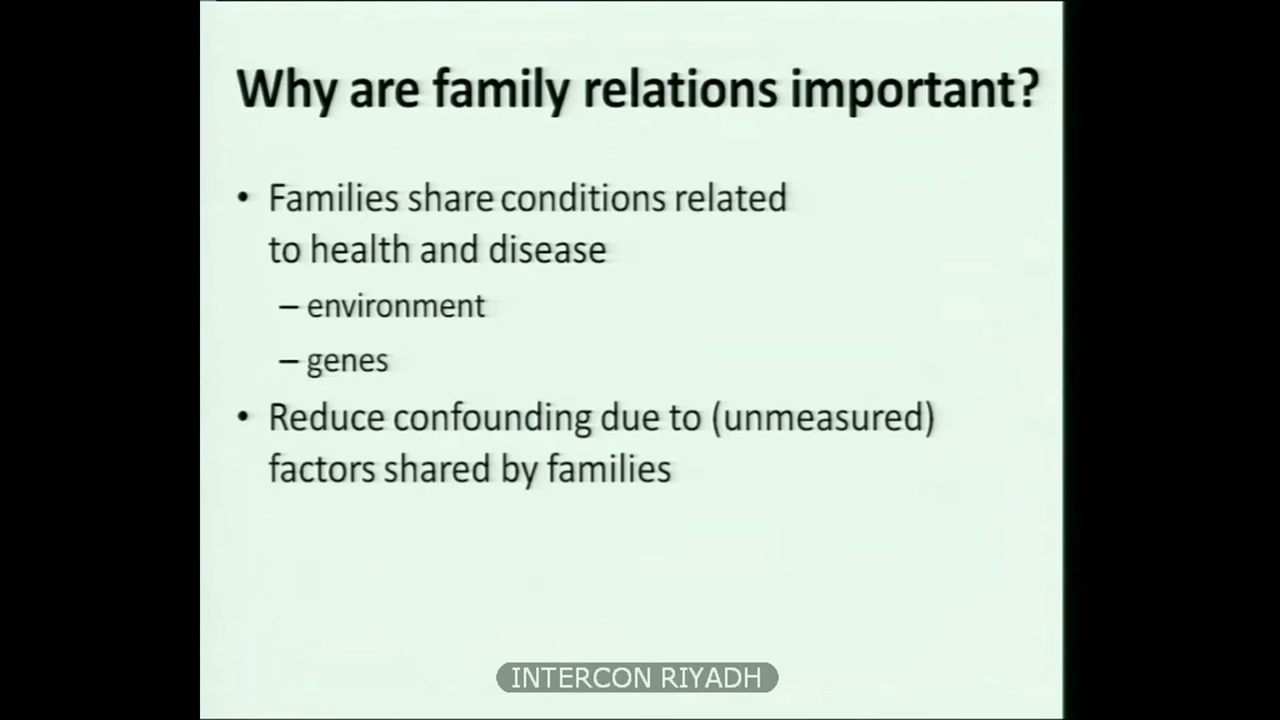 Why are family relations important?
• Families share conditions related
to health and disease
– environment
– genes
• Reduce confounding due to (unmeasured)
factors shared by families
INTERCON RIYADH